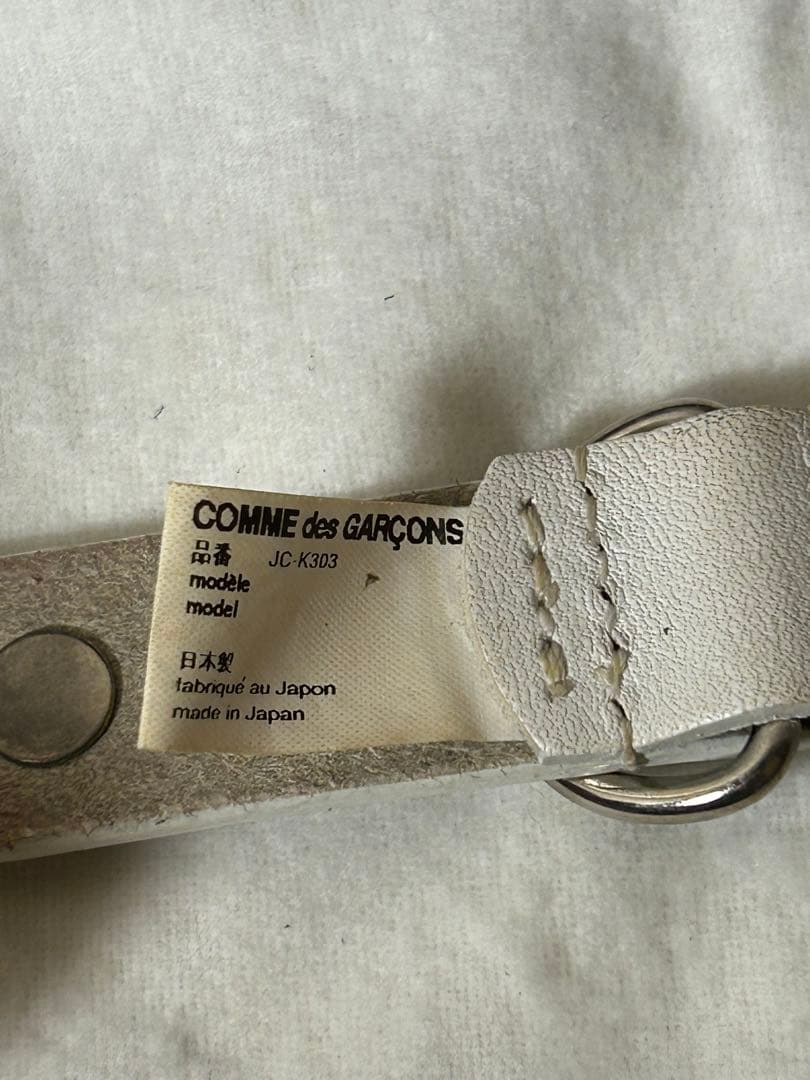 COMME des GARÇONS
品番 JC-K303
modèle
model
日本製
fabriqué au Japon
made in Japan